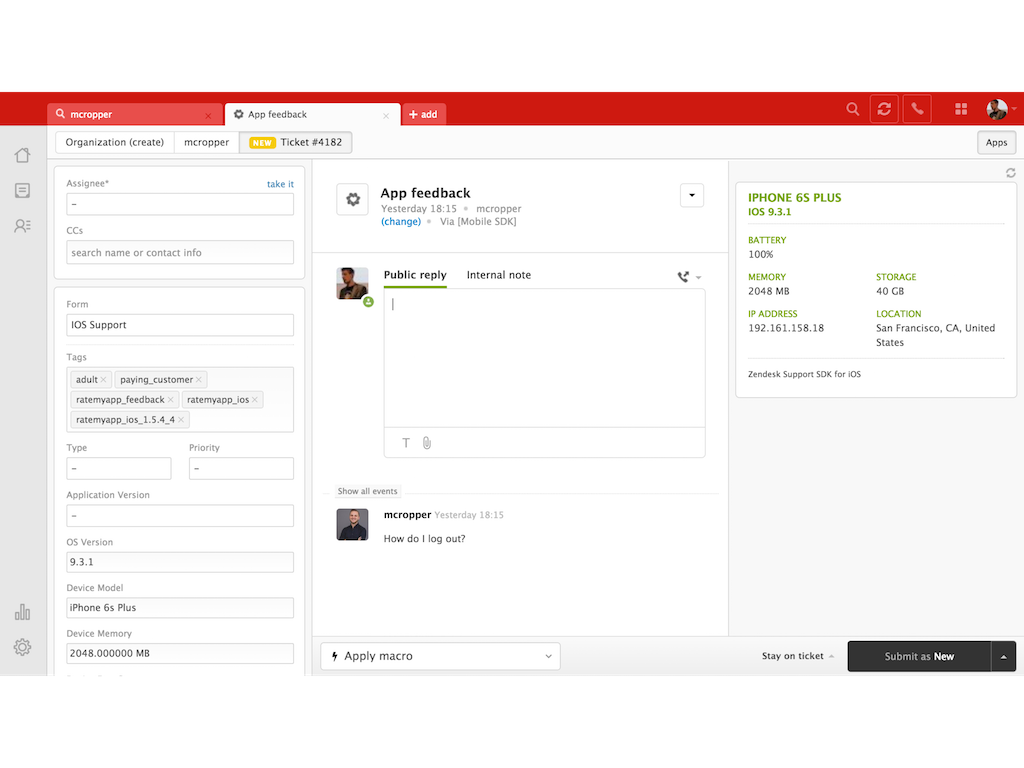 mcropper
App feedback
+ add
Organization (create)
mcropper
NEW Ticket #4182
Apps
Assignee*
take it
–
CCs
search name or contact info
Form
IOS Support
Tags
adult
paying_customer
ratemyapp_feedback
ratemyapp_ios
ratemyapp_ios_1.5.4_4
Type
Priority
–
–
Application Version
–
OS Version
9.3.1
Device Model
iPhone 6s Plus
Device Memory
2048.000000 MB
App feedback
Yesterday 18:15 • mcropper
(change) • Via [Mobile SDK]
Public reply
Internal note
T
Show all events
mcropper Yesterday 18:15
How do I log out?
Apply macro
Stay on ticket
Submit as New
IPHONE 6S PLUS
IOS 9.3.1
BATTERY
100%
MEMORY
2048 MB
STORAGE
40 GB
IP ADDRESS
192.161.158.18
LOCATION
San Francisco, CA, United
States
Zendesk Support SDK for iOS